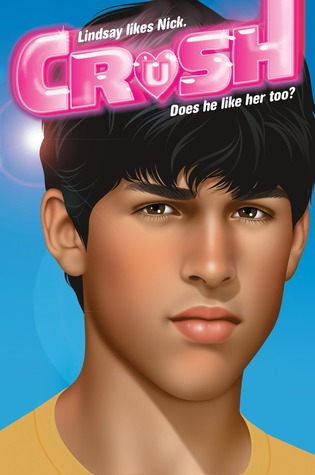 Lindsay likes Nick.
CRUSH
Does he like her too?